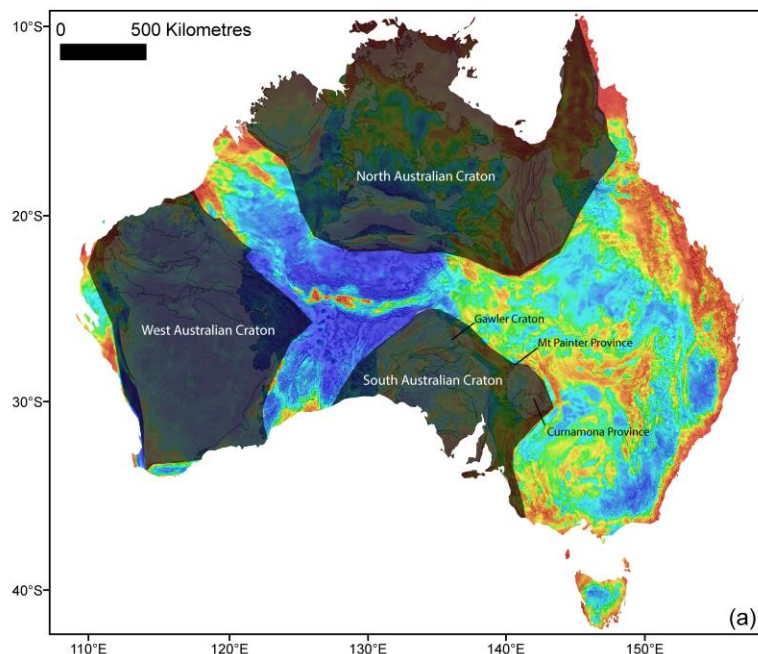 10°S
0 500 Kilometres
North Australian Craton
20°S
West Australian Craton
Gawler Craton
Mt Painter Province
South Australian Craton
30°S
Curnamona Province
40°S
(a)
110°E 120°E 130°E 140°E 150°E